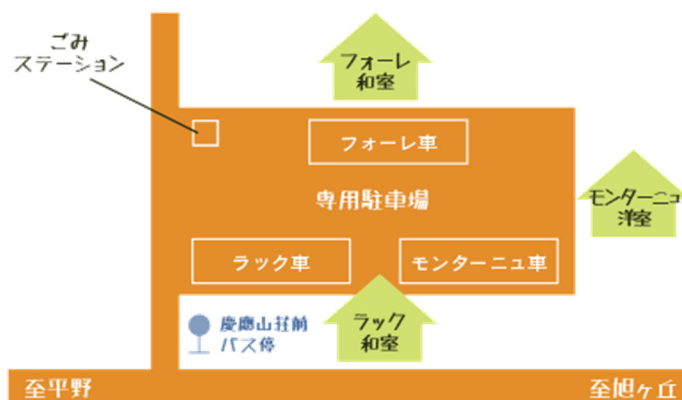 ごみ
ステーション
フォーレ
和室
フォーレ車
専用駐車場
モンターニュ
洋室
ラック車
モンターニュ車
慶應山荘前
バス停
ラック
和室
至平野
至旭ヶ丘